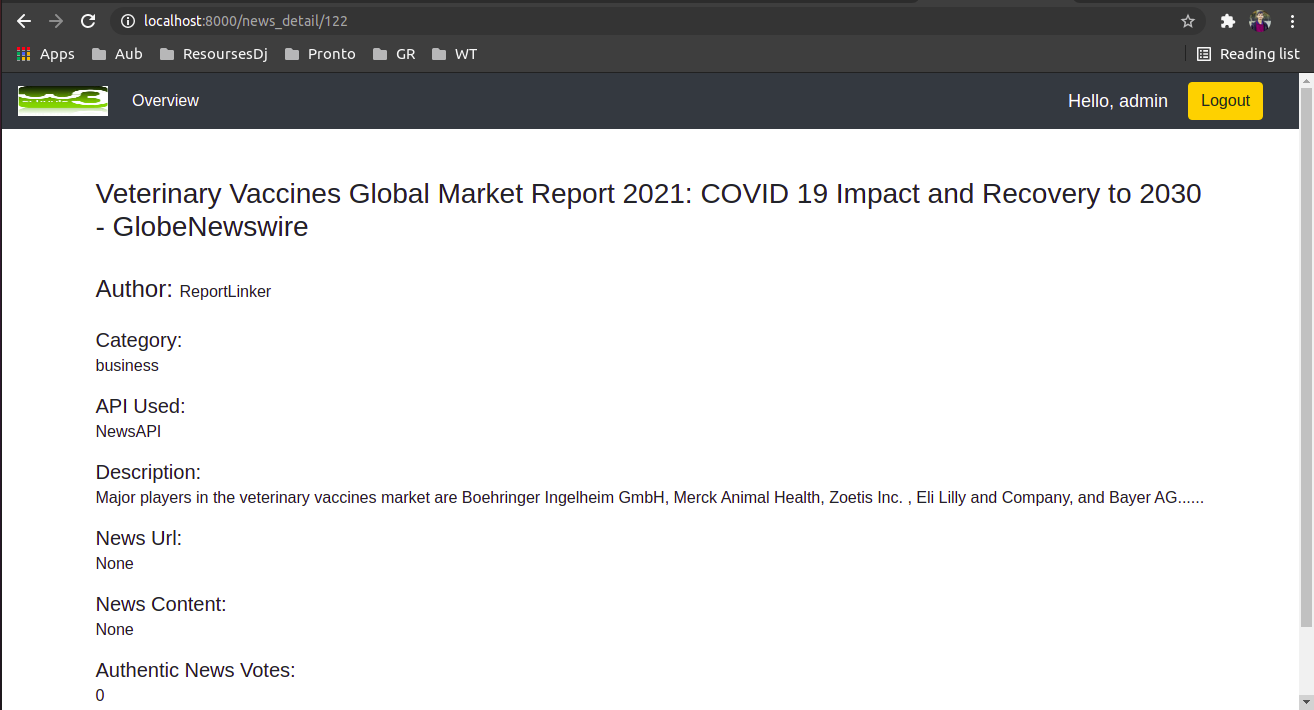 localhost:8000/news_detail/122
Apps Aub ResoursesDj Pronto GR WT Reading list
Overview Hello, admin Logout
Veterinary Vaccines Global Market Report 2021: COVID 19 Impact and Recovery to 2030
- GlobeNewswire
Author: ReportLinker
Category:
business
API Used:
NewsAPI
Description:
Major players in the veterinary vaccines market are Boehringer Ingelheim GmbH, Merck Animal Health, Zoetis Inc. , Eli Lilly and Company, and Bayer AG......
News Url:
None
News Content:
None
Authentic News Votes:
0